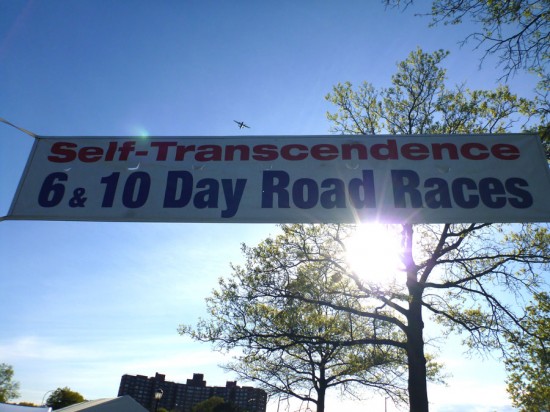 Self-Transcendence
6 & 10 Day Road Races